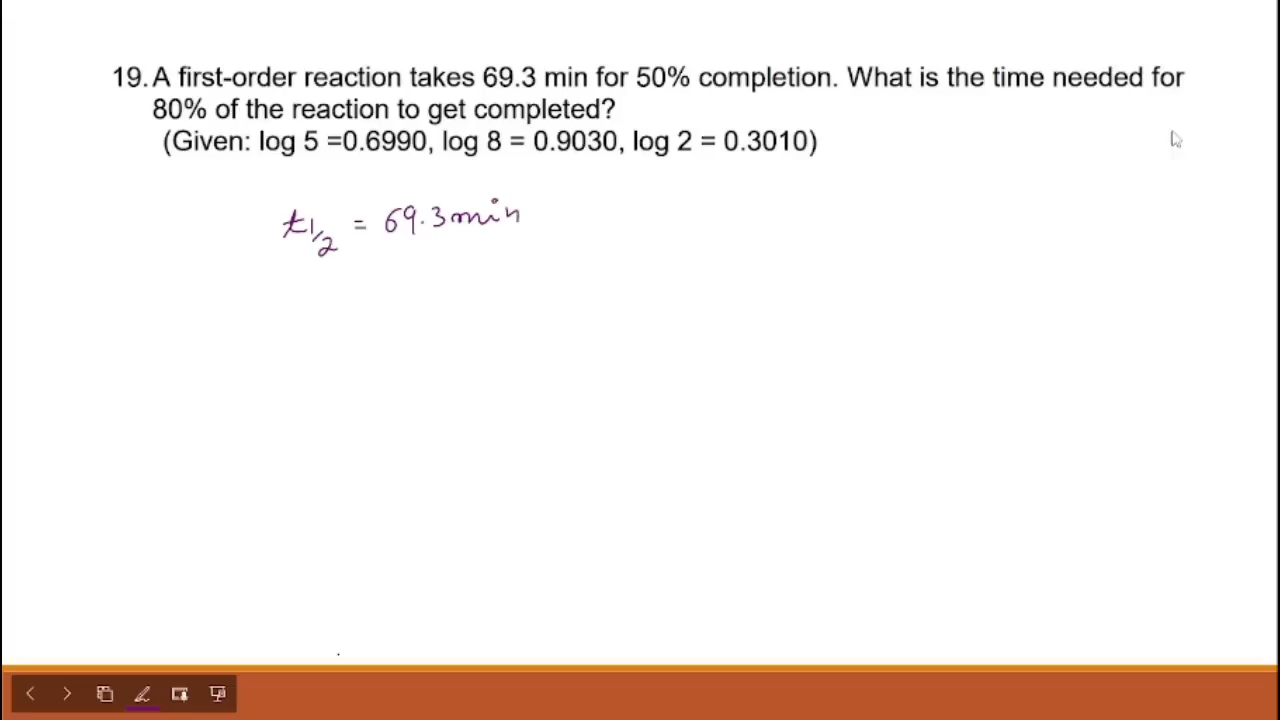 19. A first-order reaction takes 69.3 min for 50% completion. What is the time needed for
80% of the reaction to get completed?
(Given: log 5 =0.6990, log 8 = 0.9030, log 2 = 0.3010)
t1/2 = 69.3 min